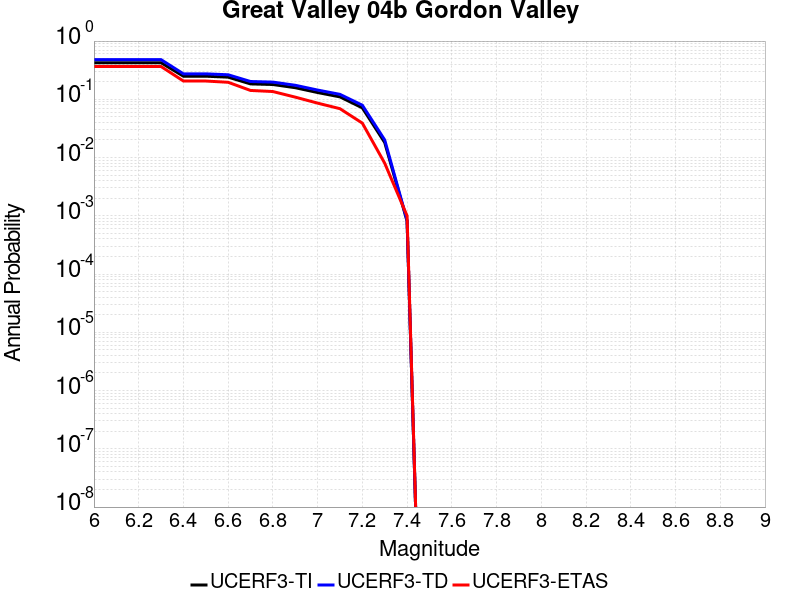 Great Valley 04b Gordon Valley
10^0
10^-1
10^-2
10^-3
10^-4
10^-5
10^-6
10^-7
10^-8
Annual Probability
6 6.2 6.4 6.6 6.8 7 7.2 7.4 7.6 7.8 8 8.2 8.4 8.6 8.8 9
Magnitude
UCERF3-TI UCERF3-TD UCERF3-ETAS